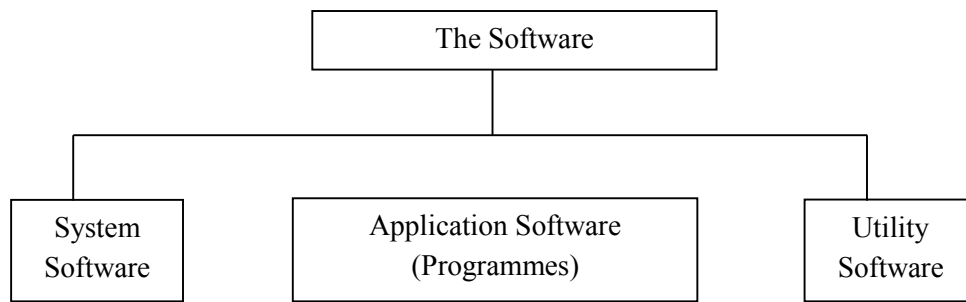 The Software
System
Software
Application Software
(Programmes)
Utility
Software